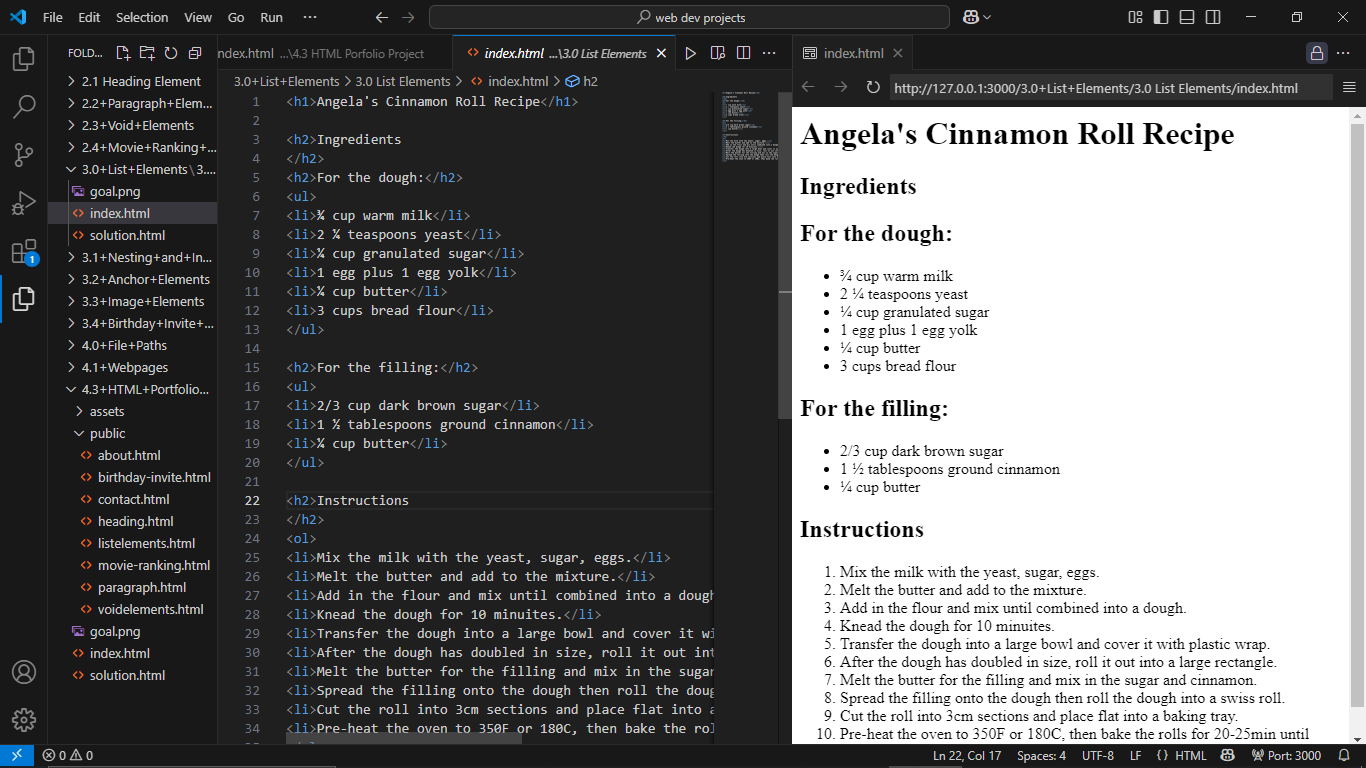 File Edit Selection View Go Run ··· web dev projects
FOLD... index.html ...\4.3 HTML Porfolio Project index.html ...\3.0 List Elements index.html
2.1 Heading Element
2.2+Paragraph+Elem...
2.3+Void+Elements
2.4+Movie+Ranking+...
3.0+List+Elements\3....
goal.png
index.html
solution.html
3.1+Nesting+and+In...
3.2+Anchor+Elements
3.3+Image+Elements
3.4+Birthday+Invite+...
4.0+File+Paths
4.1+Webpages
4.3+HTML+Portfolio...
assets
public
about.html
birthday-invite.html
contact.html
heading.html
listelements.html
movie-ranking.html
paragraph.html
voidelements.html
goal.png
index.html
solution.html
1
3.0+List+Elements > 3.0 List Elements > index.html > h2
1 <h1>Angela's Cinnamon Roll Recipe</h1>
2
3 <h2>Ingredients
4 </h2>
5 <h2>For the dough:</h2>
6 <ul>
7 <li>¾ cup warm milk</li>
8 <li>2 ¼ teaspoons yeast</li>
9 <li>¼ cup granulated sugar</li>
10 <li>1 egg plus 1 egg yolk</li>
11 <li>¼ cup butter</li>
12 <li>3 cups bread flour</li>
13 </ul>
14
15 <h2>For the filling:</h2>
16 <ul>
17 <li>2/3 cup dark brown sugar</li>
18 <li>1 ½ tablespoons ground cinnamon</li>
19 <li>¼ cup butter</li>
20 </ul>
21
22 <h2>Instructions
23 </h2>
24 <ol>
25 <li>Mix the milk with the yeast, sugar, eggs.</li>
26 <li>Melt the butter and add to the mixture.</li>
27 <li>Add in the flour and mix until combined into a dough
28 <li>Knead the dough for 10 minuites.</li>
29 <li>Transfer the dough into a large bowl and cover it wi
30 <li>After the dough has doubled in size, roll it out int
31 <li>Melt the butter for the filling and mix in the sugar
32 <li>Spread the filling onto the dough then roll the doug
33 <li>Cut the roll into 3cm sections and place flat into a
34 <li>Pre-heat the oven to 350F or 180C, then bake the rol
http://127.0.0.1:3000/3.0+List+Elements/3.0 List Elements/index.html
Angela's Cinnamon Roll Recipe
Ingredients
For the dough:
• ¾ cup warm milk
• 2 ¼ teaspoons yeast
• ¼ cup granulated sugar
• 1 egg plus 1 egg yolk
• ¼ cup butter
• 3 cups bread flour
For the filling:
• 2/3 cup dark brown sugar
• 1 ½ tablespoons ground cinnamon
• ¼ cup butter
Instructions
1. Mix the milk with the yeast, sugar, eggs.
2. Melt the butter and add to the mixture.
3. Add in the flour and mix until combined into a dough.
4. Knead the dough for 10 minuites.
5. Transfer the dough into a large bowl and cover it with plastic wrap.
6. After the dough has doubled in size, roll it out into a large rectangle.
7. Melt the butter for the filling and mix in the sugar and cinnamon.
8. Spread the filling onto the dough then roll the dough into a swiss roll.
9. Cut the roll into 3cm sections and place flat into a baking tray.
10. Pre-heat the oven to 350F or 180C, then bake the rolls for 20-25min until
0 0 Ln 22, Col 17 Spaces: 4 UTF-8 LF {} HTML Port: 3000